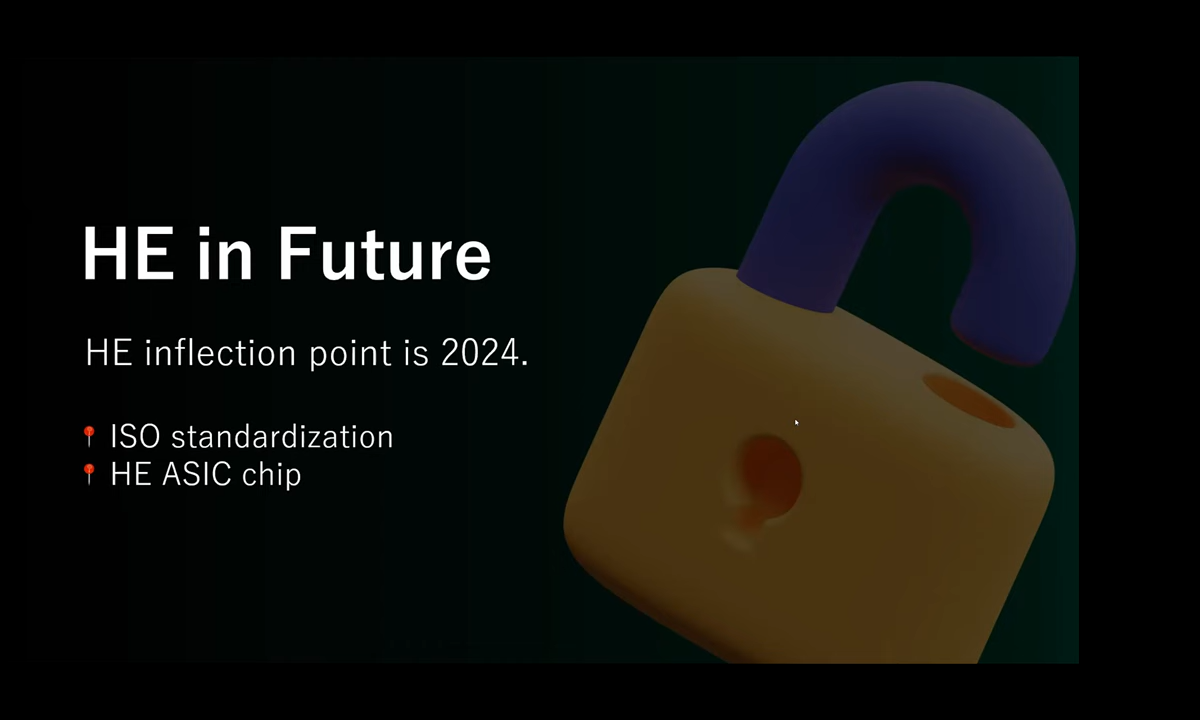 HE in Future
HE inflection point is 2024.
📍 ISO standardization
📍 HE ASIC chip